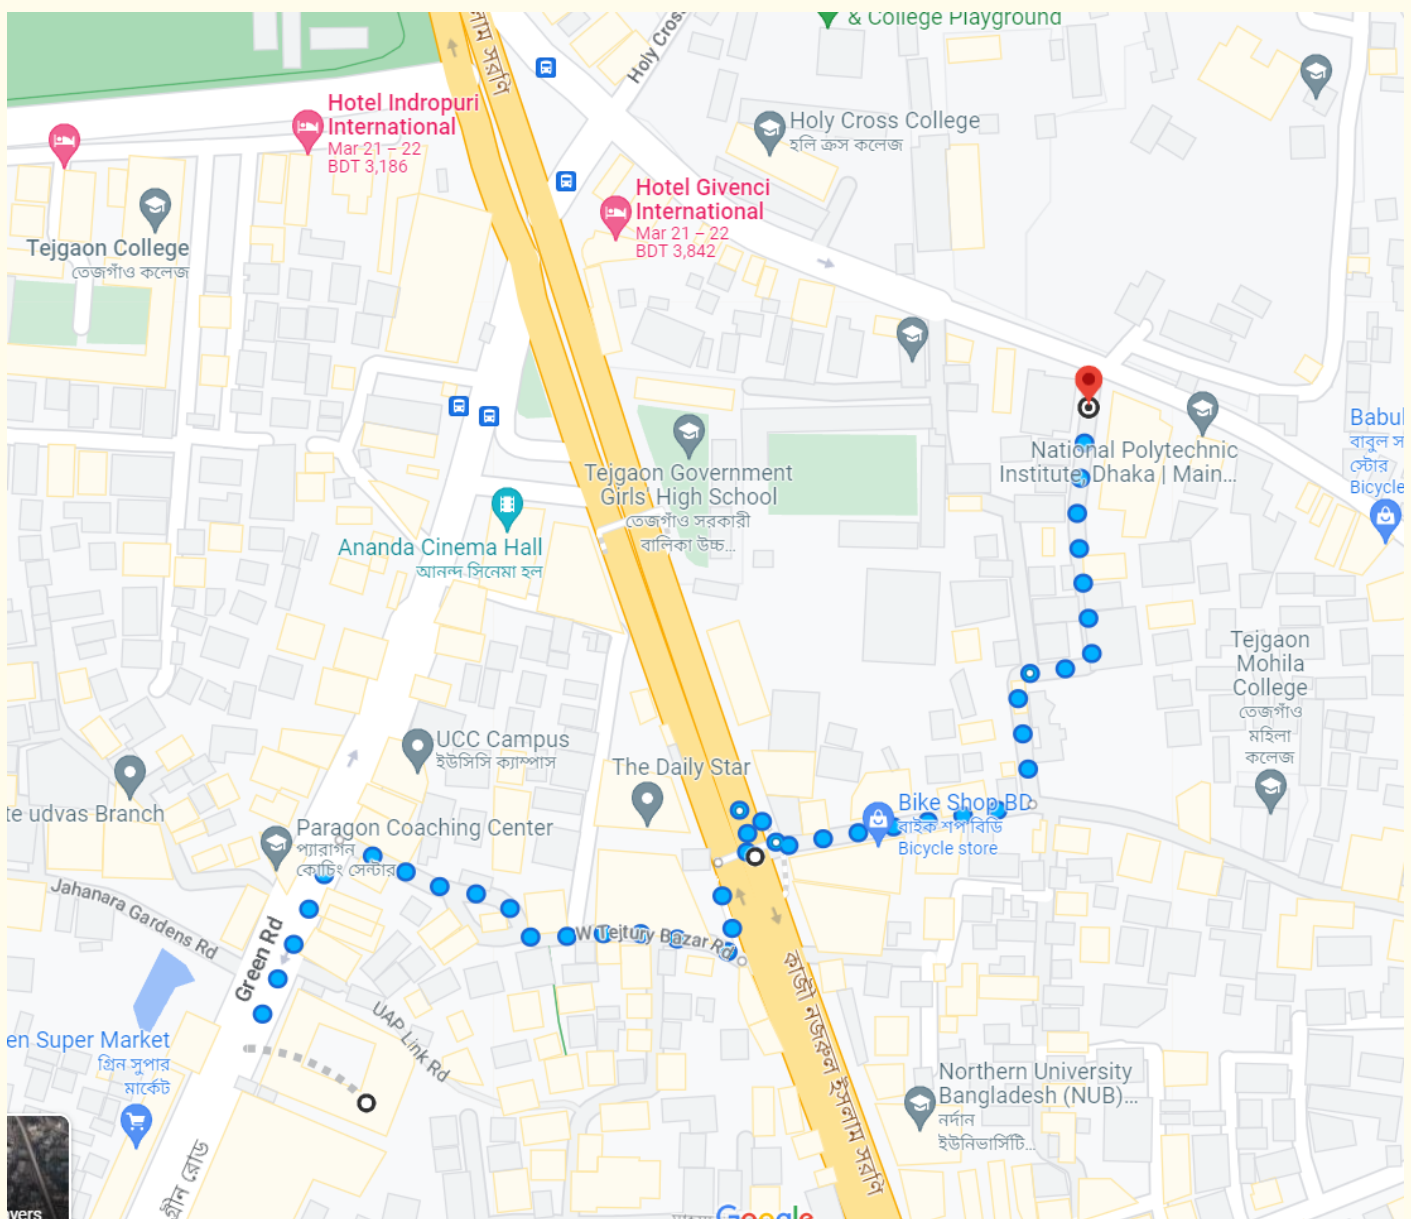 & College Playground
লাম সরণি
Holy Cross
Hotel Indropuri
International
Mar 21 – 22
BDT 3,186
Holy Cross College
হলি ক্রস কলেজ
Hotel Givenci
International
Mar 21 – 22
BDT 3,842
Tejgaon College
তেজগাঁও কলেজ
Tejgaon Government
Girls' High School
তেজগাঁও সরকারী
বালিকা উচ্চ...
National Polytechnic
Institute, Dhaka | Main...
Babul
বাবুল স
স্টোর
Bicycle
Ananda Cinema Hall
আনন্দ সিনেমা হল
Tejgaon
Mohila
College
তেজগাঁও
মহিলা
কলেজ
UCC Campus
ইউসিসি ক্যাম্পাস
The Daily Star
te udvas Branch
Bike Shop BD
বাইক শপ বিডি
Bicycle store
Paragon Coaching Center
প্যারাগন
কোচিং সেন্টার
Jahanara Gardens Rd
Green Rd
W Tejtury Bazar Rd
UAP Link Rd
কাজী নজরুল ইসলাম সরণি
en Super Market
গ্রিন সুপার
মার্কেট
Northern University
Bangladesh (NUB)...
নর্দান
ইউনিভার্সিটি...
গ্রীন রোড
Google